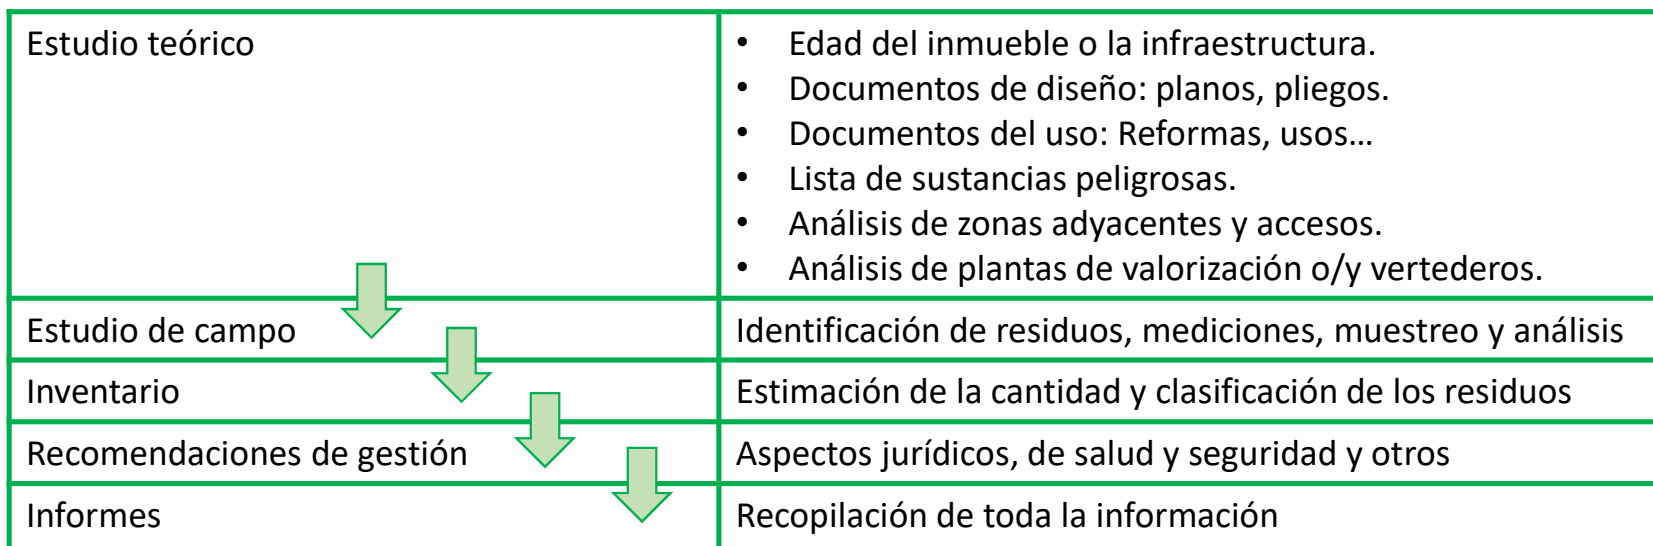 Estudio teórico
• Edad del inmueble o la infraestructura.
• Documentos de diseño: planos, pliegos.
• Documentos del uso: Reformas, usos…
• Lista de sustancias peligrosas.
• Análisis de zonas adyacentes y accesos.
• Análisis de plantas de valorización o/y vertederos.
Estudio de campo
Identificación de residuos, mediciones, muestreo y análisis
Inventario
Estimación de la cantidad y clasificación de los residuos
Recomendaciones de gestión
Aspectos jurídicos, de salud y seguridad y otros
Informes
Recopilación de toda la información